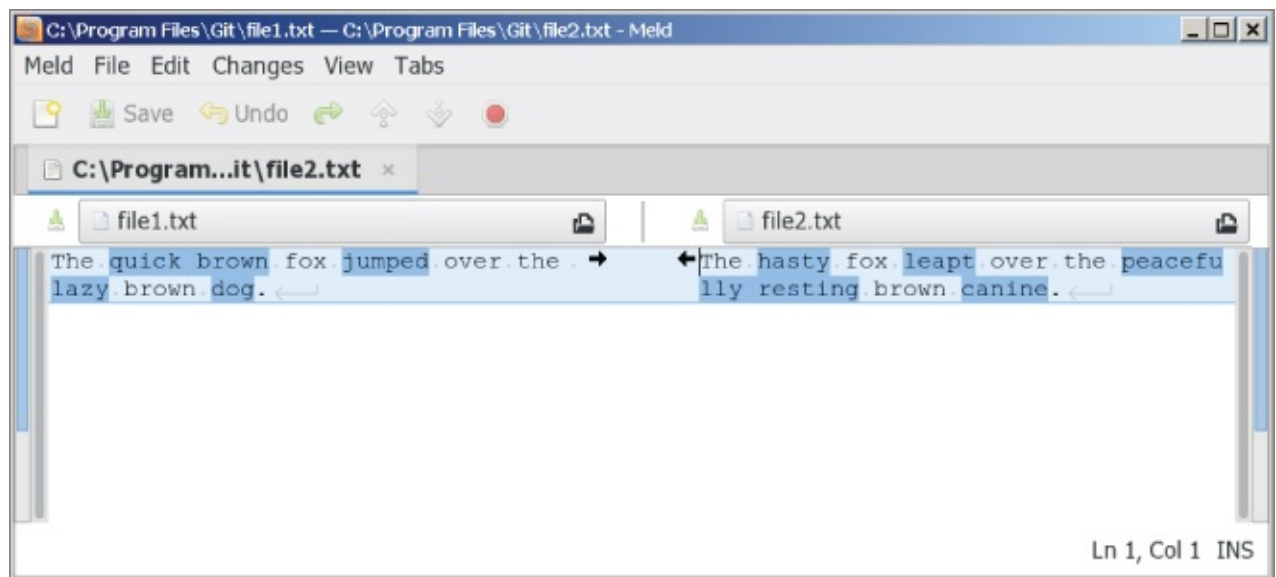 C:\Program Files\Git\file1.txt — C:\Program Files\Git\file2.txt - Meld
Meld File Edit Changes View Tabs
Save Undo
C:\Program...it\file2.txt
file1.txt
file2.txt
The quick brown fox jumped over the
lazy brown dog.
The hasty fox leapt over the peacefu
lly resting brown canine.
Ln 1, Col 1 INS